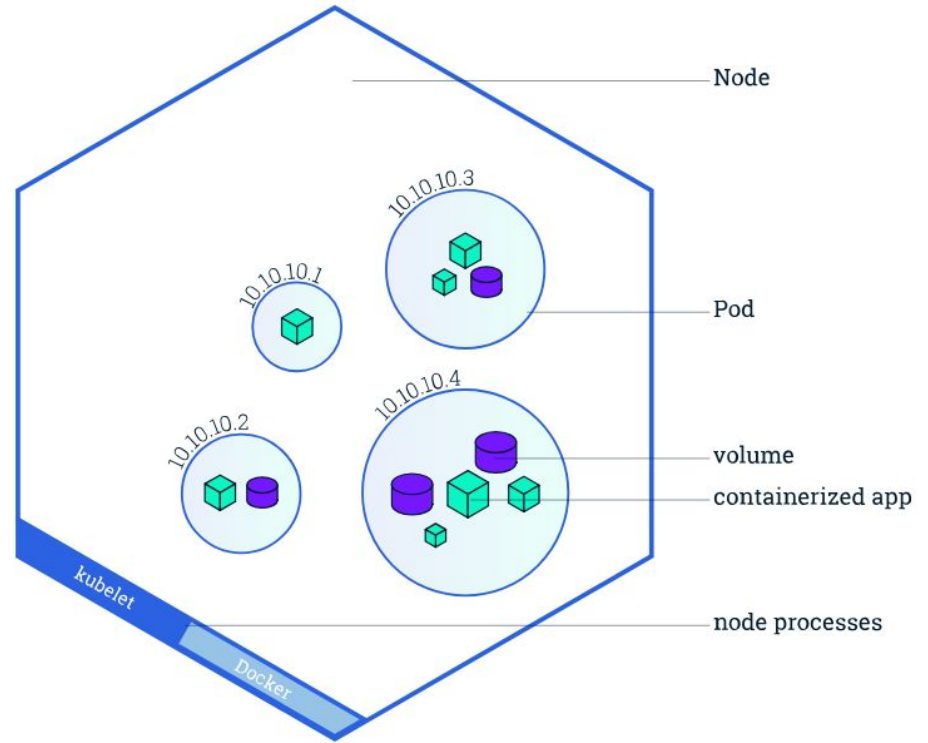 Node
10.10.10.3
10.10.10.1
Pod
10.10.10.4
10.10.10.2
volume
containerized app
kubelet
node processes
Docker